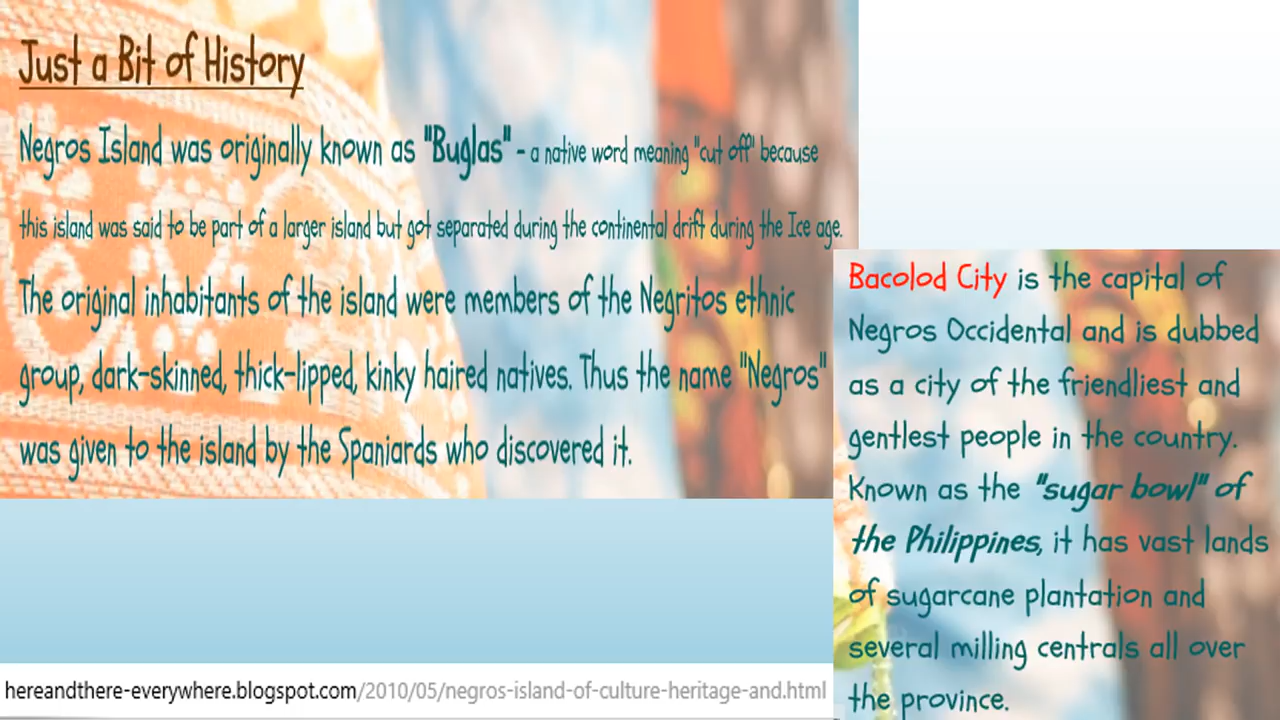 Just a Bit of History
Negros Island was originally known as "Buglas" - a native word meaning "cut off" because
this island was said to be part of a larger island but got separated during the continental drift during the Ice age.
The original inhabitants of the island were members of the Negritos ethnic
group, dark-skinned, thick-lipped, kinky haired natives. Thus the name "Negros"
was given to the island by the Spaniards who discovered it.
Bacolod City is the capital of
Negros Occidental and is dubbed
as a city of the friendliest and
gentlest people in the country.
Known as the "sugar bowl" of
the Philippines, it has vast lands
of sugarcane plantation and
several milling centrals all over
the province.
hereandthere-everywhere.blogspot.com/2010/05/negros-island-of-culture-heritage-and.html